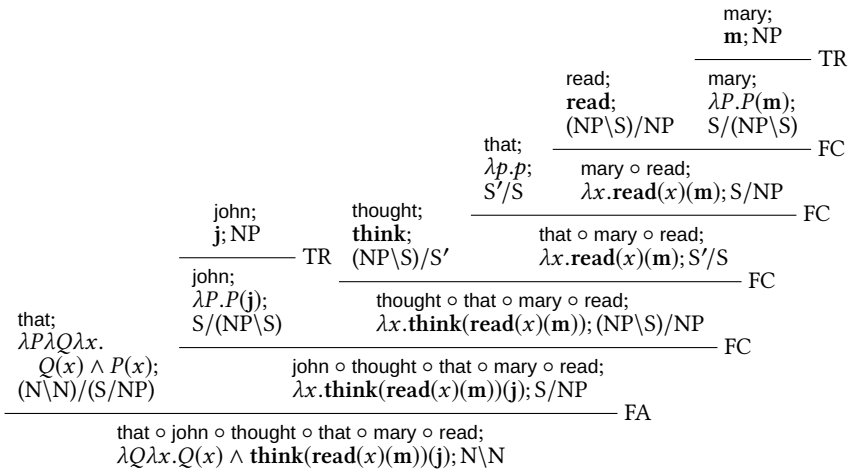 mary;
m; NP
TR
read;
read;
(NP\S)/NP
mary;
λP.P(m);
S/(NP\S)
FC
that;
λp.p;
S′/S
mary ∘ read;
λx.read(x)(m); S/NP
FC
john;
j; NP
TR
thought;
think;
(NP\S)/S′
that ∘ mary ∘ read;
λx.read(x)(m); S′/S
FC
john;
λP.P(j);
S/(NP\S)
thought ∘ that ∘ mary ∘ read;
λx.think(read(x)(m)); (NP\S)/NP
FC
that;
λPλQλx.
Q(x) ∧ P(x);
(N\N)/(S/NP)
john ∘ thought ∘ that ∘ mary ∘ read;
λx.think(read(x)(m))(j); S/NP
FA
that ∘ john ∘ thought ∘ that ∘ mary ∘ read;
λQλx.Q(x) ∧ think(read(x)(m))(j); N\N